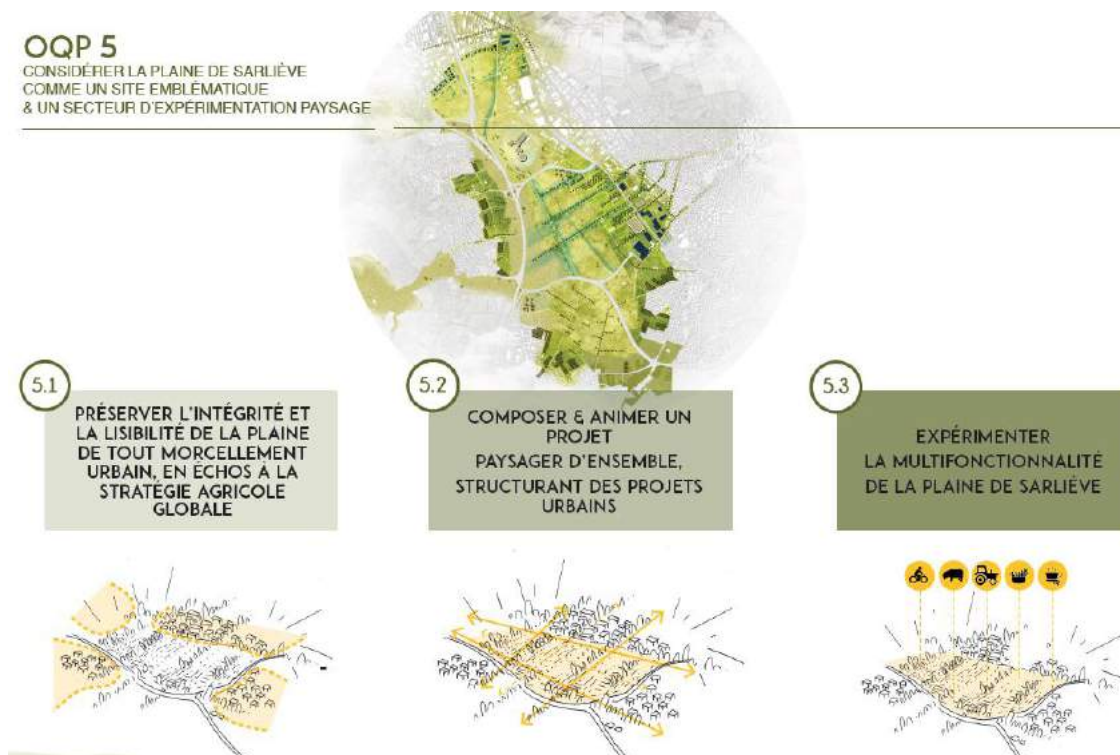 OQP 5
CONSIDÉRER LA PLAINE DE SARLIÈVE
COMME UN SITE EMBLÉMATIQUE
& UN SECTEUR D'EXPÉRIMENTATION PAYSAGE
5.1
PRÉSERVER L'INTÉGRITÉ ET
LA LISIBILITÉ DE LA PLAINE
DE TOUT MORCELLEMENT
URBAIN, EN ÉCHOS À LA
STRATÉGIE AGRICOLE
GLOBALE
5.2
COMPOSER & ANIMER UN
PROJET
PAYSAGER D'ENSEMBLE,
STRUCTURANT DES PROJETS
URBAINS
5.3
EXPÉRIMENTER
LA MULTIFONCTIONNALITÉ
DE LA PLAINE DE SARLIÈVE